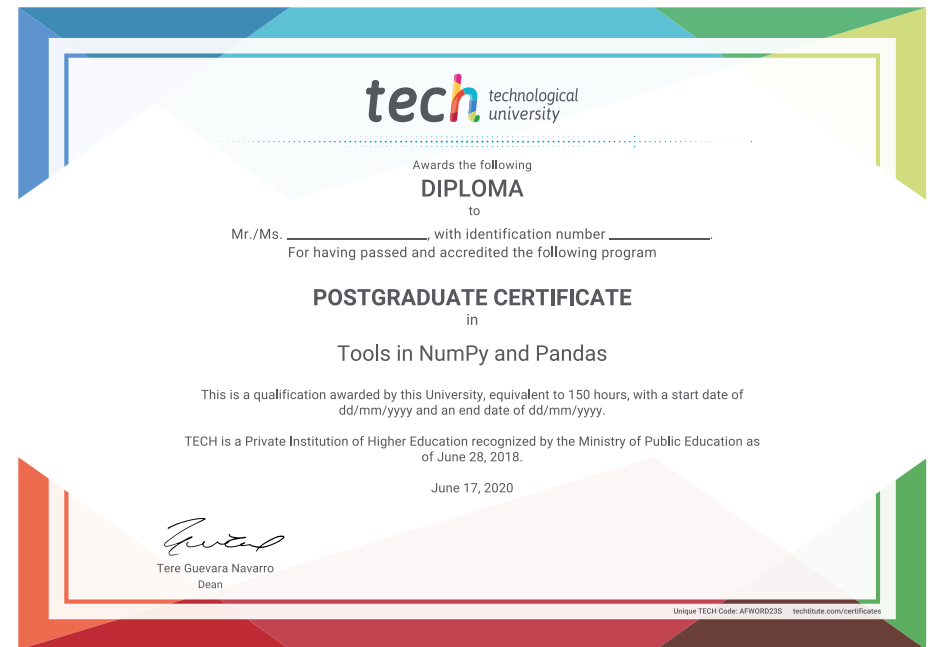 tech technological
university
Awards the following
DIPLOMA
to
Mr./Ms. ____________________, with identification number ______________.
For having passed and accredited the following program
POSTGRADUATE CERTIFICATE
in
Tools in NumPy and Pandas
This is a qualification awarded by this University, equivalent to 150 hours, with a start date of
dd/mm/yyyy and an end date of dd/mm/yyyy.
TECH is a Private Institution of Higher Education recognized by the Ministry of Public Education as
of June 28, 2018.
June 17, 2020
Tere Guevara Navarro
Dean
Unique TECH Code: AFWORD23S techtitute.com/certificates